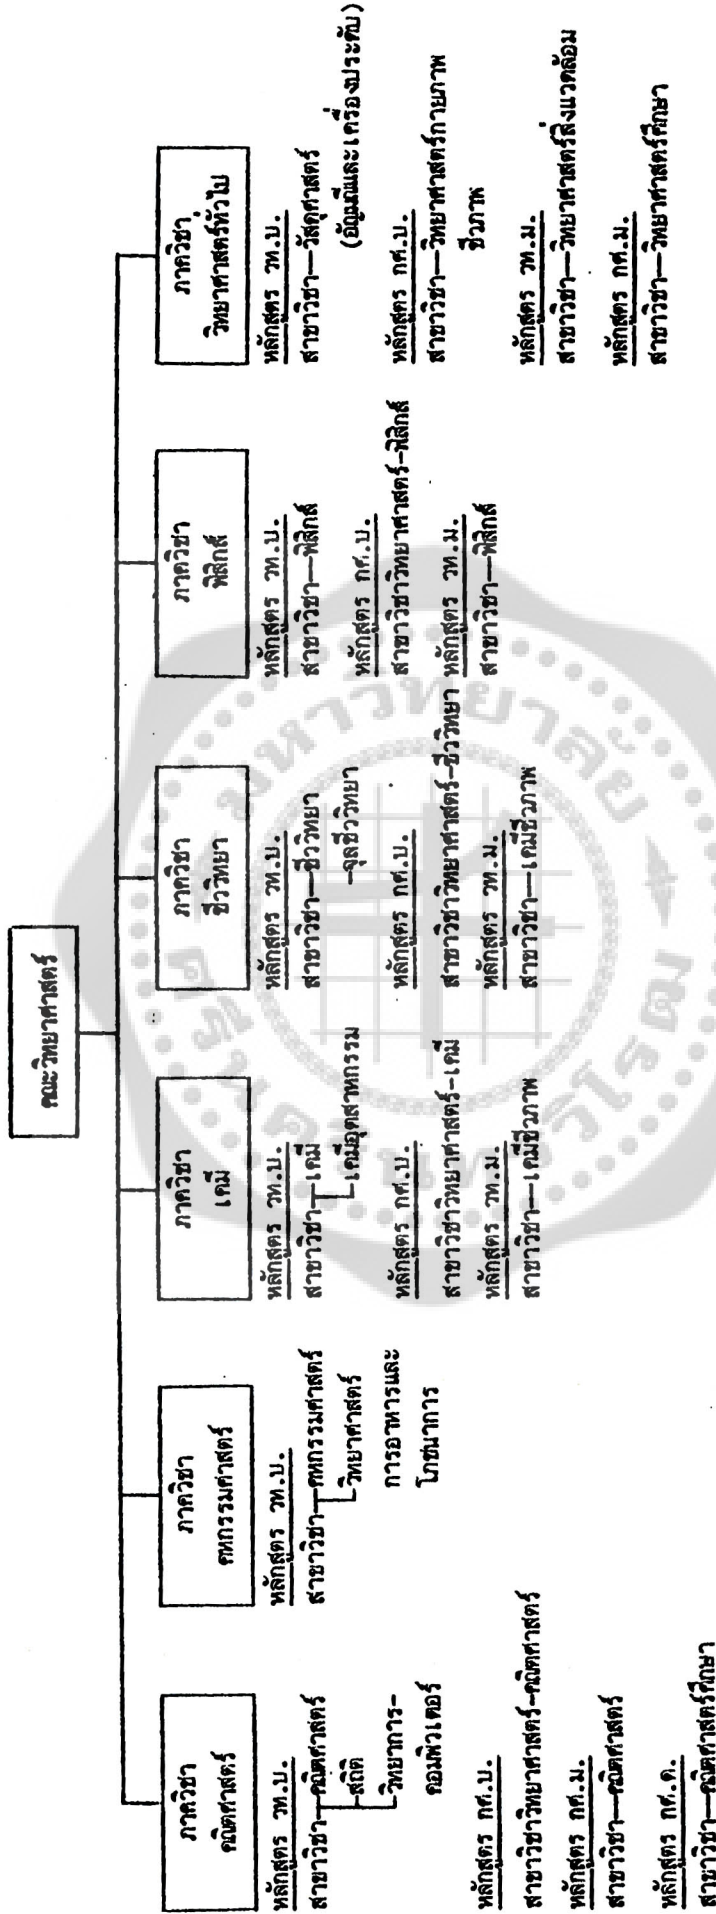 คณะวิทยาศาสตร์
ภาควิชา
คณิตศาสตร์
หลักสูตร วท.บ.
สาขาวิชา—คณิตศาสตร์
-สถิติ
-วิทยาการ-
คอมพิวเตอร์
หลักสูตร กศ.บ.
สาขาวิชาวิทยาศาสตร์-คณิตศาสตร์
หลักสูตร กศ.ม.
สาขาวิชา—คณิตศาสตร์
หลักสูตร กศ.ด.
สาขาวิชา—คณิตศาสตร์ศึกษา
ภาควิชา
คหกรรมศาสตร์
หลักสูตร วท.บ.
สาขาวิชา—คหกรรมศาสตร์
-วิทยาศาสตร์
การอาหารและ
โภชนาการ
ภาควิชา
เคมี
หลักสูตร วท.บ.
สาขาวิชา—เคมี
-เคมีอุตสาหกรรม
หลักสูตร กศ.บ.
สาขาวิชาวิทยาศาสตร์-เคมี
หลักสูตร วท.ม.
สาขาวิชา—เคมีชีวภาพ
ภาควิชา
ชีววิทยา
หลักสูตร วท.บ.
สาขาวิชา—ชีววิทยา
-จุลชีววิทยา
หลักสูตร กศ.บ.
สาขาวิชาวิทยาศาสตร์-ชีววิทยา
หลักสูตร วท.ม.
สาขาวิชา—เคมีชีวภาพ
ภาควิชา
ฟิสิกส์
หลักสูตร วท.บ.
สาขาวิชา—ฟิสิกส์
หลักสูตร กศ.บ.
สาขาวิชาวิทยาศาสตร์-ฟิสิกส์
หลักสูตร วท.ม.
สาขาวิชา—ฟิสิกส์
ภาควิชา
วิทยาศาสตร์ทั่วไป
หลักสูตร วท.บ.
สาขาวิชา—วัสดุศาสตร์
(อัญมณีและเครื่องประดับ)
หลักสูตร กศ.บ.
สาขาวิชา—วิทยาศาสตร์กายภาพ
ชีวภาพ
หลักสูตร วท.ม.
สาขาวิชา—วิทยาศาสตร์สิ่งแวดล้อม
หลักสูตร กศ.ม.
สาขาวิชา—วิทยาศาสตร์ศึกษา
มหาวิทยาลัย
ศรีนครินทรวิโรฒ